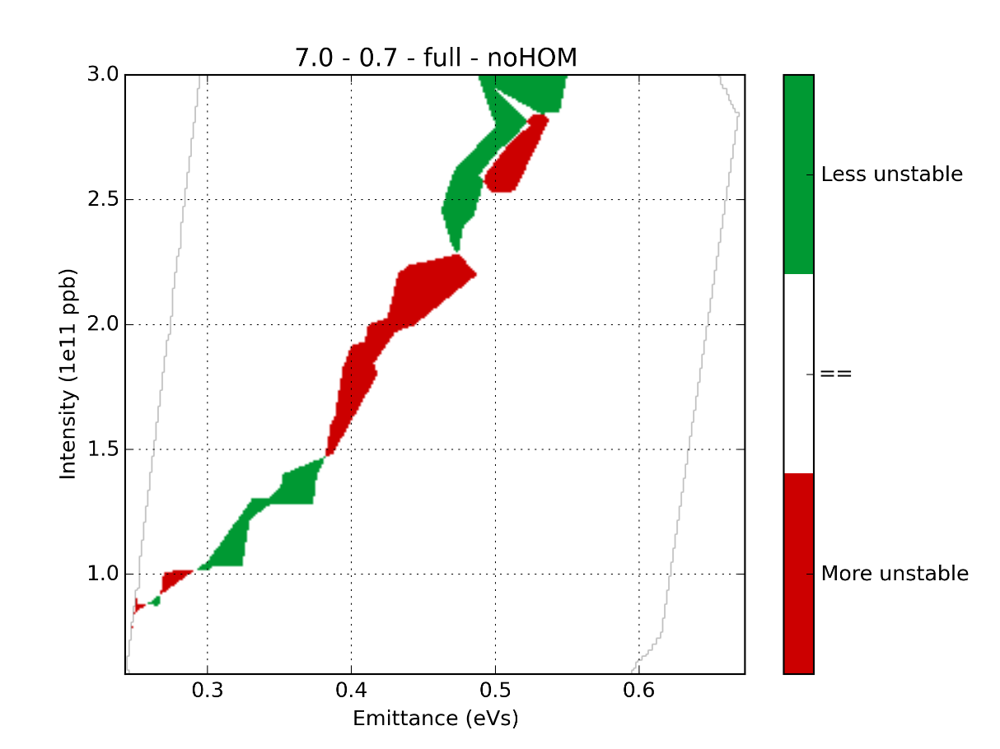 7.0 - 0.7 - full - noHOM
3.0
2.5
2.0
1.5
1.0
Intensity (1e11 ppb)
0.3 0.4 0.5 0.6
Emittance (eVs)
Less unstable
==
More unstable